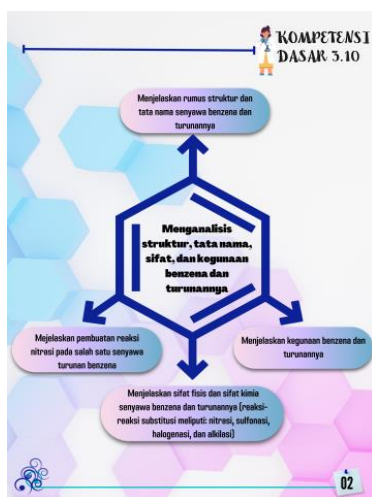 KOMPETENSI
DASAR 3.10
Menjelaskan rumus struktur dan
tata nama senyawa benzena dan
turunannya
Menganalisis
struktur, tata nama,
sifat, dan kegunaan
benzena dan
turunannya
Mejelaskan pembuatan reaksi
nitrasi pada salah satu senyawa
turunan benzena
Menjelaskan kegunaan benzena dan
turunannya
Menjelaskan sifat fisis dan sifat kimia
senyawa benzena dan turunannya (reaksi-
reaksi substitusi meliputi: nitrasi, sulfonasi,
halogenesi, dan alkilasi)
02